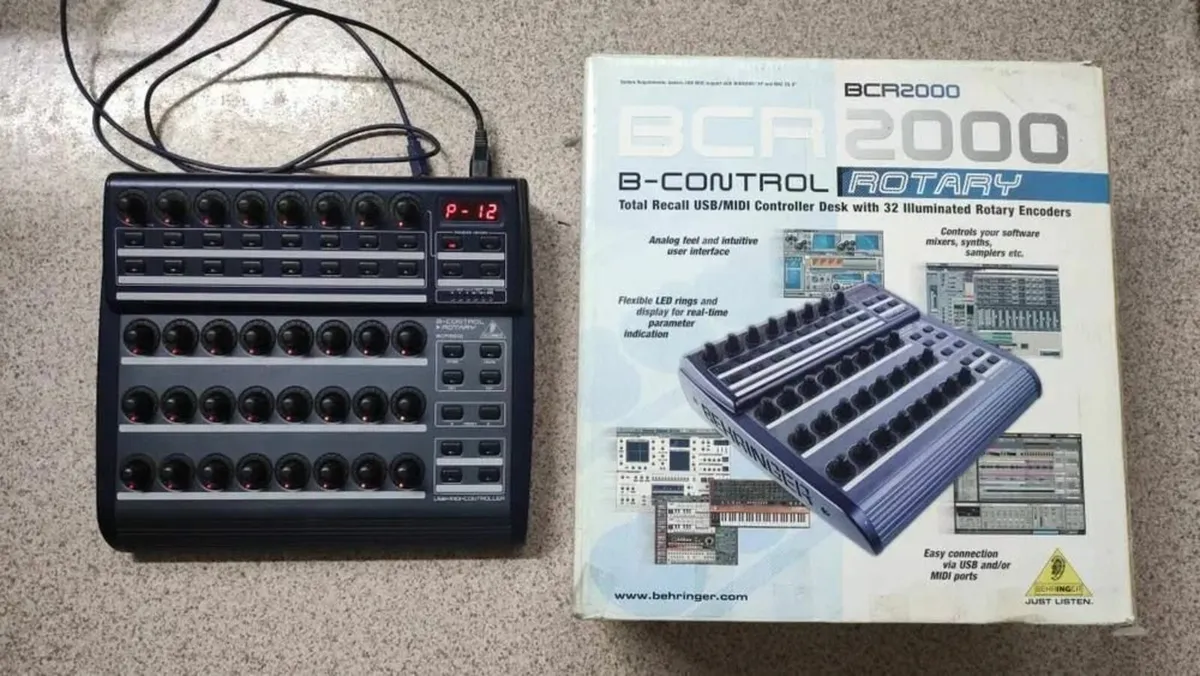 P-12
B-CONTROL
ROTARY
USB/MIDI-CONTROLLER
BCR2000
BCR2000
B-CONTROL ROTARY
Total Recall USB/MIDI Controller Desk with 32 Illuminated Rotary Encoders
Analog feel and intuitive
user interface
Controls your software
mixers, synths,
samplers etc.
Flexible LED rings and
display for real-time
parameter
indication
BEHRINGER
Easy connection
via USB and/or
MIDI ports
BEHRINGER
JUST LISTEN.
www.behringer.com